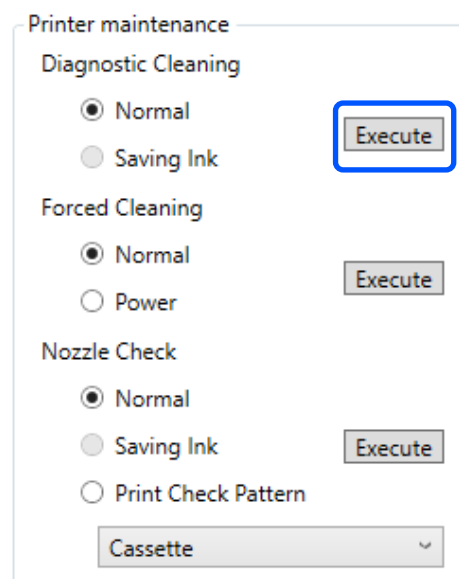 Printer maintenance
Diagnostic Cleaning
Normal
Execute
Saving Ink
Forced Cleaning
Normal
Execute
Power
Nozzle Check
Normal
Saving Ink
Execute
Print Check Pattern
Cassette